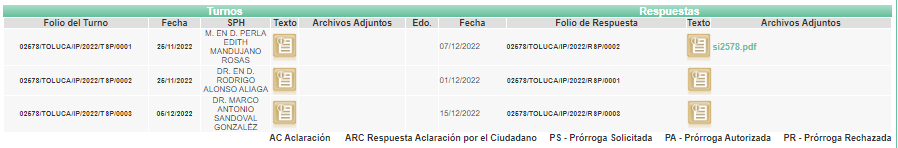 Turnos Respuestas
Folio del Turno Fecha SPH Texto Archivos Adjuntos Edo. Fecha Folio de Respuesta Texto Archivos Adjuntos
02578/TOLUCA/IP/2022/TSP/0001 25/11/2022 M. EN D. PERLA EDITH MANDUJANO ROSAS 07/12/2022 02578/TOLUCA/IP/2022/RSP/0002 si2578.pdf
02578/TOLUCA/IP/2022/TSP/0002 25/11/2022 DR. EN D. RODRIGO ALONSO ALIAGA 01/12/2022 02578/TOLUCA/IP/2022/RSP/0001
02578/TOLUCA/IP/2022/TSP/0003 06/12/2022 DR. MARCO ANTONIO SANDOVAL GONZALÉZ 15/12/2022 02578/TOLUCA/IP/2022/RSP/0003
AC Aclaración ARC Respuesta Aclaración por el Ciudadano PS - Prórroga Solicitada PA - Prórroga Autorizada PR - Prórroga Rechazada